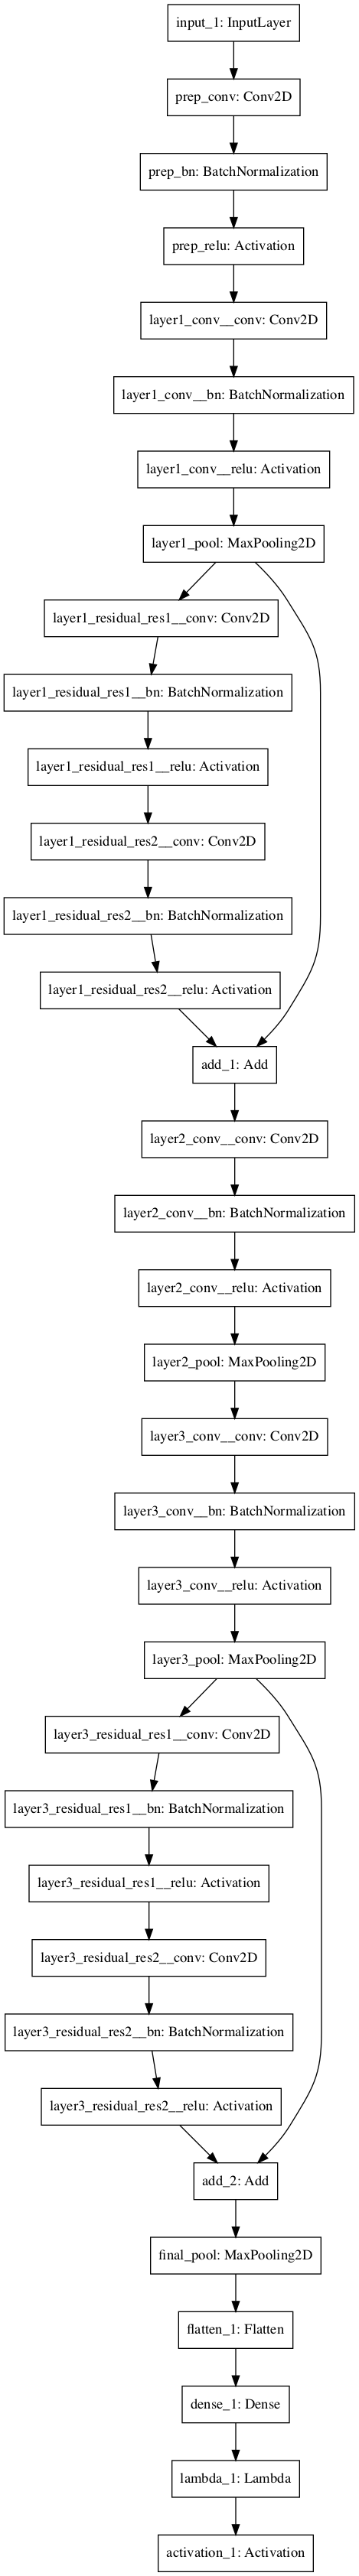 input_1: InputLayer
prep_conv: Conv2D
prep_bn: BatchNormalization
prep_relu: Activation
layer1_conv__conv: Conv2D
layer1_conv__bn: BatchNormalization
layer1_conv__relu: Activation
layer1_pool: MaxPooling2D
layer1_residual_res1__conv: Conv2D
layer1_residual_res1__bn: BatchNormalization
layer1_residual_res1__relu: Activation
layer1_residual_res2__conv: Conv2D
layer1_residual_res2__bn: BatchNormalization
layer1_residual_res2__relu: Activation
add_1: Add
layer2_conv__conv: Conv2D
layer2_conv__bn: BatchNormalization
layer2_conv__relu: Activation
layer2_pool: MaxPooling2D
layer3_conv__conv: Conv2D
layer3_conv__bn: BatchNormalization
layer3_conv__relu: Activation
layer3_pool: MaxPooling2D
layer3_residual_res1__conv: Conv2D
layer3_residual_res1__bn: BatchNormalization
layer3_residual_res1__relu: Activation
layer3_residual_res2__conv: Conv2D
layer3_residual_res2__bn: BatchNormalization
layer3_residual_res2__relu: Activation
add_2: Add
final_pool: MaxPooling2D
flatten_1: Flatten
dense_1: Dense
lambda_1: Lambda
activation_1: Activation